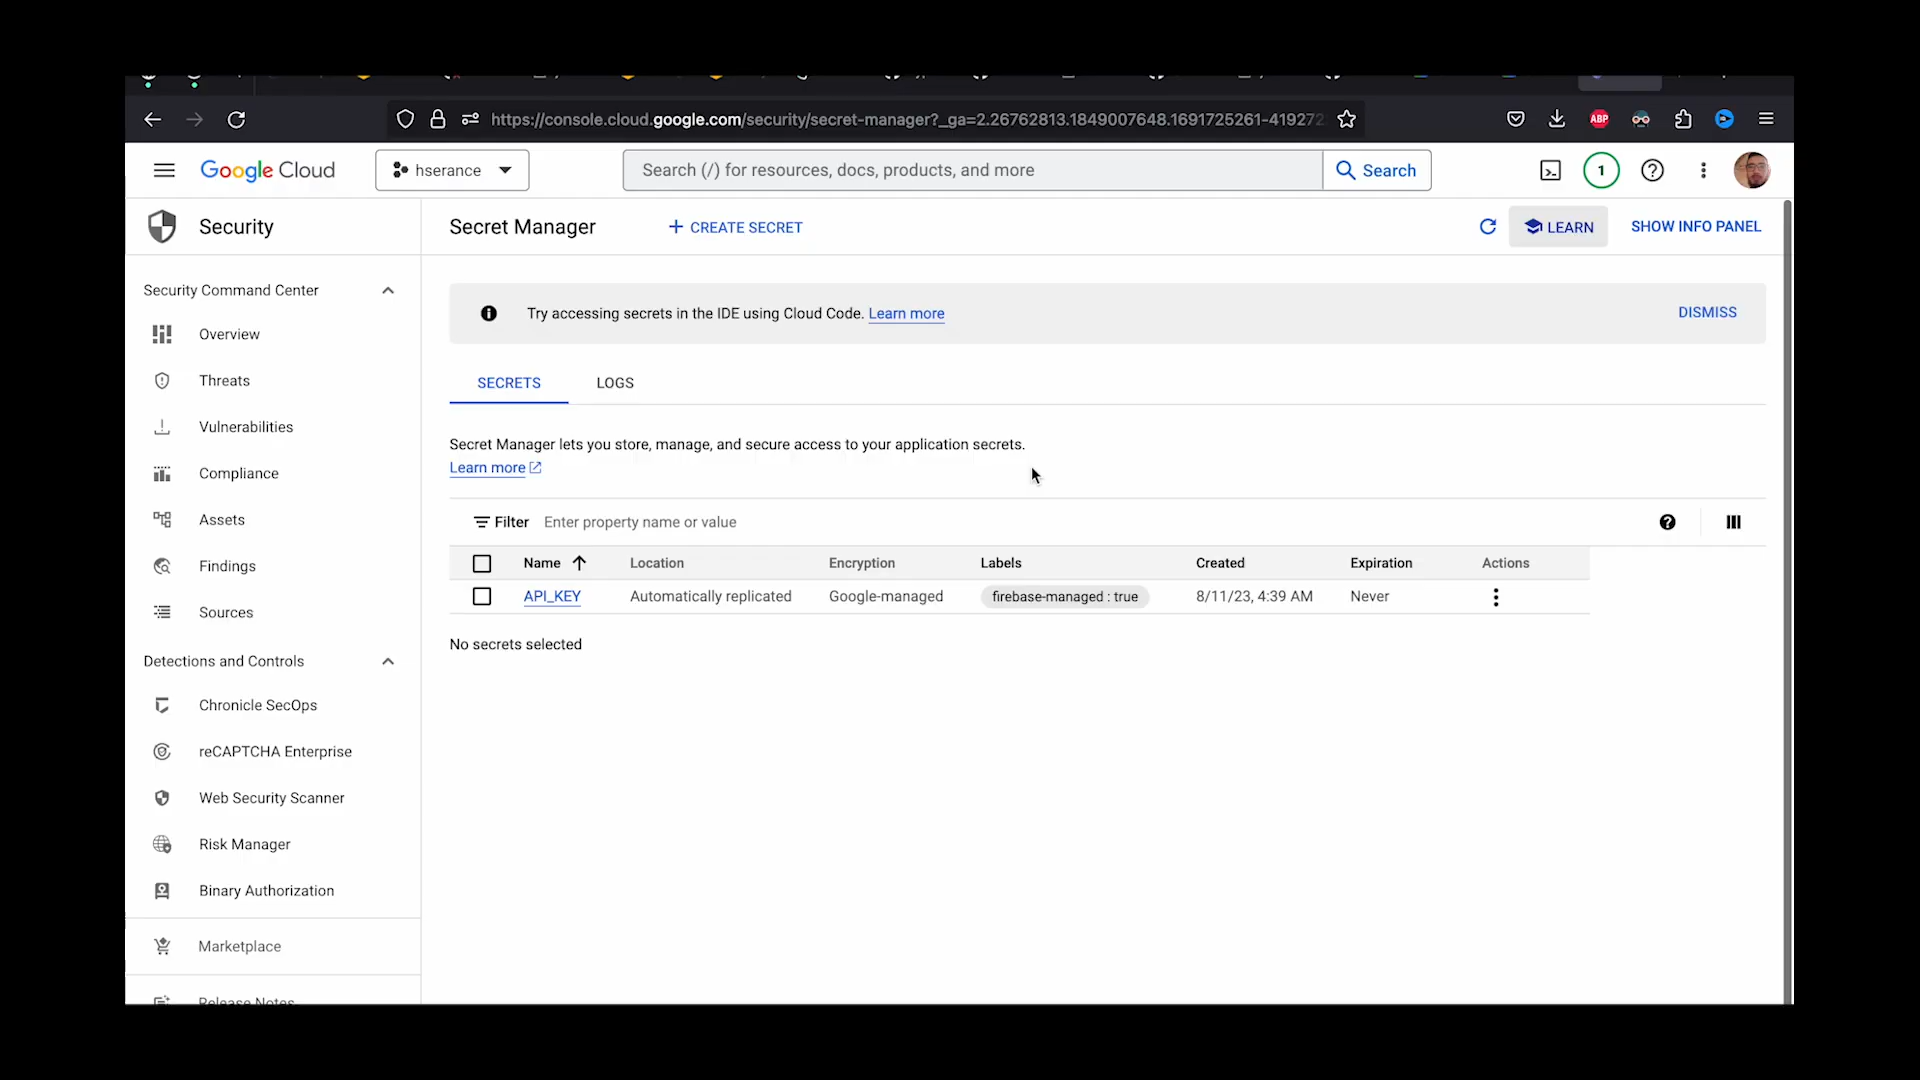 https://console.cloud.google.com/security/secret-manager?_ga=2.26762813.1849007648.1691725261-419272
ABP
Google Cloud
hserance
Search (/) for resources, docs, products, and more
Search
1
Security
Secret Manager
+ CREATE SECRET
LEARN
SHOW INFO PANEL
Security Command Center
Try accessing secrets in the IDE using Cloud Code. Learn more
DISMISS
Overview
Threats
Vulnerabilities
Compliance
Assets
Findings
Sources
Detections and Controls
Chronicle SecOps
reCAPTCHA Enterprise
Web Security Scanner
Risk Manager
Binary Authorization
Marketplace
Release Notes
SECRETS
LOGS
Secret Manager lets you store, manage, and secure access to your application secrets.
Learn more
Filter Enter property name or value
Name Location Encryption Labels Created Expiration Actions
API_KEY Automatically replicated Google-managed firebase-managed : true 8/11/23, 4:39 AM Never
No secrets selected